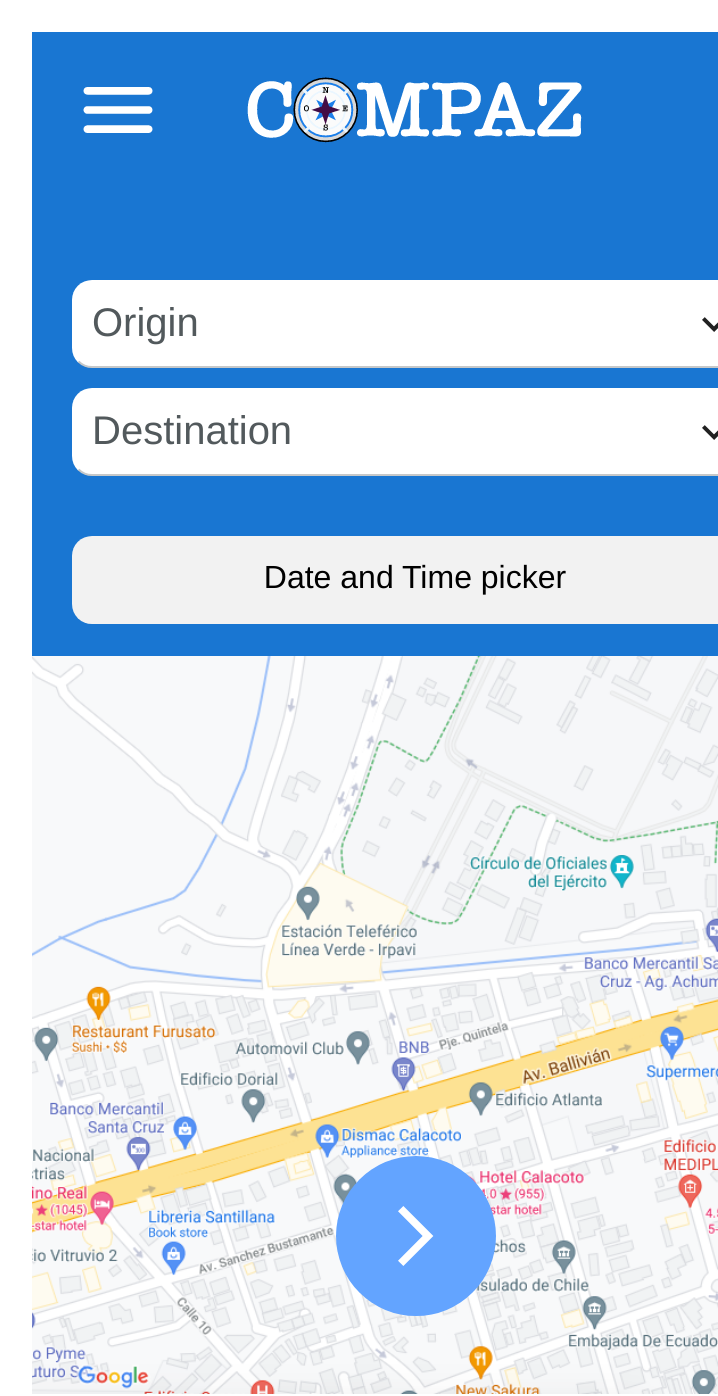 COMPAZ
N
O E
S
Origin
Destination
Date and Time picker
Círculo de Oficiales
del Ejército
Estación Teleférico
Línea Verde - Irpavi
Banco Mercantil Sa
Cruz - Ag. Achum
Restaurant Furusato
Sushi • $$
Automovil Club
BNB
Pje. Quintela
Av. Ballivián
Supermerc
Edificio Dorial
Edificio Atlanta
Banco Mercantil
Santa Cruz
Dismac Calacoto
Appliance store
Nacional
strias
Edificio
MEDIPL
Hotel Calacoto
.0 ★ (955)
star hotel
ino Real
★ (1045)
-star hotel
4.5
5-
Libreria Santillana
Book store
Av. Sanchez Bustamante
chos
io Vitruvio 2
sulado de Chile
Calle 10
Embajada De Ecuado
o Pyme
uturo S
Google
New Sakura